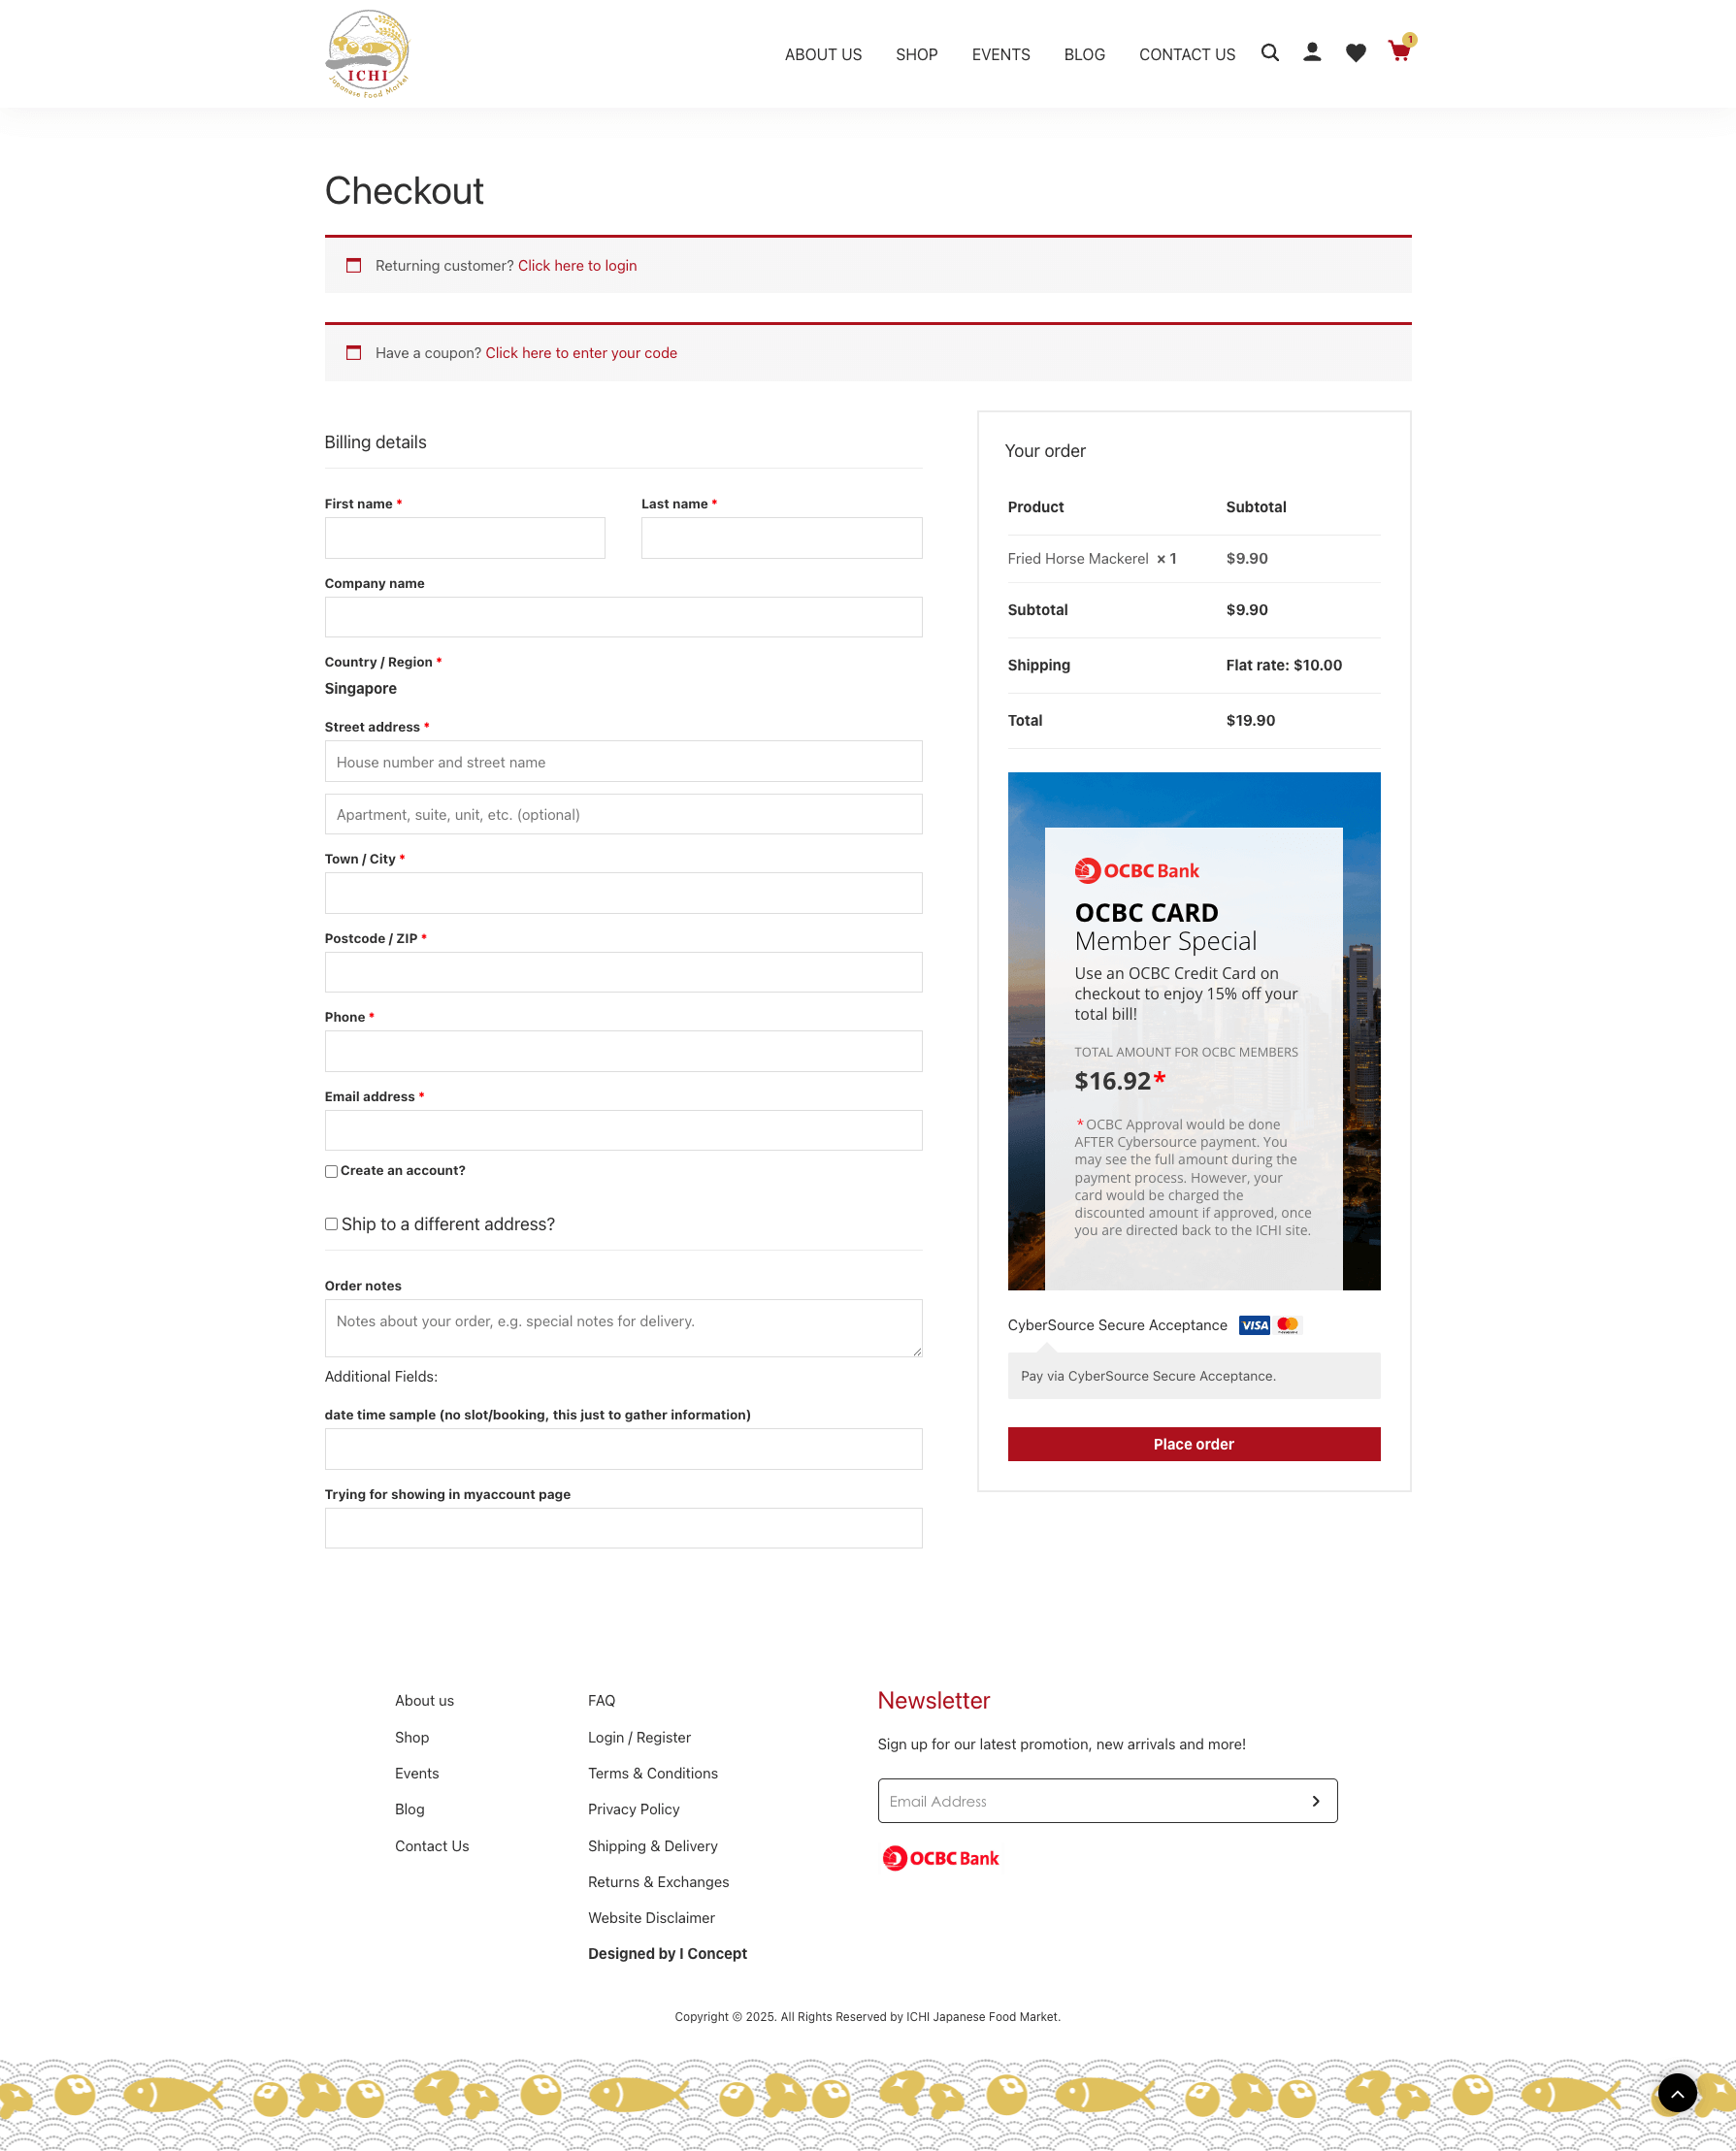 ICHI
Japanese Food Market
ABOUT US
SHOP
EVENTS
BLOG
CONTACT US
1
Checkout
Returning customer? Click here to login
Have a coupon? Click here to enter your code
Billing details
First name *
Last name *
Company name
Country / Region *
Singapore
Street address *
House number and street name
Apartment, suite, unit, etc. (optional)
Town / City *
Postcode / ZIP *
Phone *
Email address *
Create an account?
Ship to a different address?
Order notes
Notes about your order, e.g. special notes for delivery.
Additional Fields:
date time sample (no slot/booking, this just to gather information)
Trying for showing in myaccount page
Your order
Product Subtotal
Fried Horse Mackerel × 1 $9.90
Subtotal $9.90
Shipping Flat rate: $10.00
Total $19.90
OCBC Bank
OCBC CARD
Member Special
Use an OCBC Credit Card on
checkout to enjoy 15% off your
total bill!
TOTAL AMOUNT FOR OCBC MEMBERS
$16.92*
* OCBC Approval would be done
AFTER Cybersource payment. You
may see the full amount during the
payment process. However, your
card would be charged the
discounted amount if approved, once
you are directed back to the ICHI site.
CyberSource Secure Acceptance VISA
Pay via CyberSource Secure Acceptance.
Place order
About us
Shop
Events
Blog
Contact Us
FAQ
Login / Register
Terms & Conditions
Privacy Policy
Shipping & Delivery
Returns & Exchanges
Website Disclaimer
Designed by I Concept
Newsletter
Sign up for our latest promotion, new arrivals and more!
Email Address
OCBC Bank
Copyright © 2025. All Rights Reserved by ICHI Japanese Food Market.